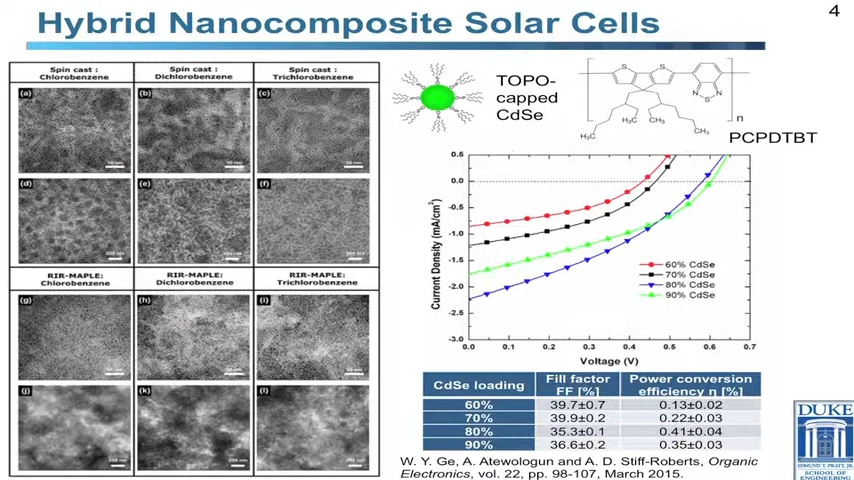 Hybrid Nanocomposite Solar Cells
4
Spin cast :
Chlorobenzene
Spin cast :
Dichlorobenzene
Spin cast :
Trichlorobenzene
(a)
(b)
(c)
(d)
(e)
(f)
RIR-MAPLE:
Chlorobenzene
RIR-MAPLE:
Dichlorobenzene
RIR-MAPLE:
Trichlorobenzene
(g)
(h)
(i)
(j)
(k)
(l)
TOPO-
capped
CdSe
S
S
N
N
S
n
H₃C
CH₃
H₃C
CH₃
PCPDTBT
Current Density (mA/cm²)
0.5
0.0
-0.5
-1.0
-1.5
-2.0
-2.5
-3.0
60% CdSe
70% CdSe
80% CdSe
90% CdSe
0.0 0.1 0.2 0.3 0.4 0.5 0.6 0.7
Voltage (V)
CdSe loading
Fill factor
FF [%]
Power conversion
efficiency η [%]
60% 39.7±0.7 0.13±0.02
70% 39.9±0.2 0.22±0.03
80% 35.3±0.1 0.41±0.04
90% 36.6±0.2 0.35±0.03
W. Y. Ge, A. Atewologun and A. D. Stiff-Roberts, Organic
Electronics, vol. 22, pp. 98-107, March 2015.
DUKE
EDMUND T. PRATT, JR.
SCHOOL OF
ENGINEERING